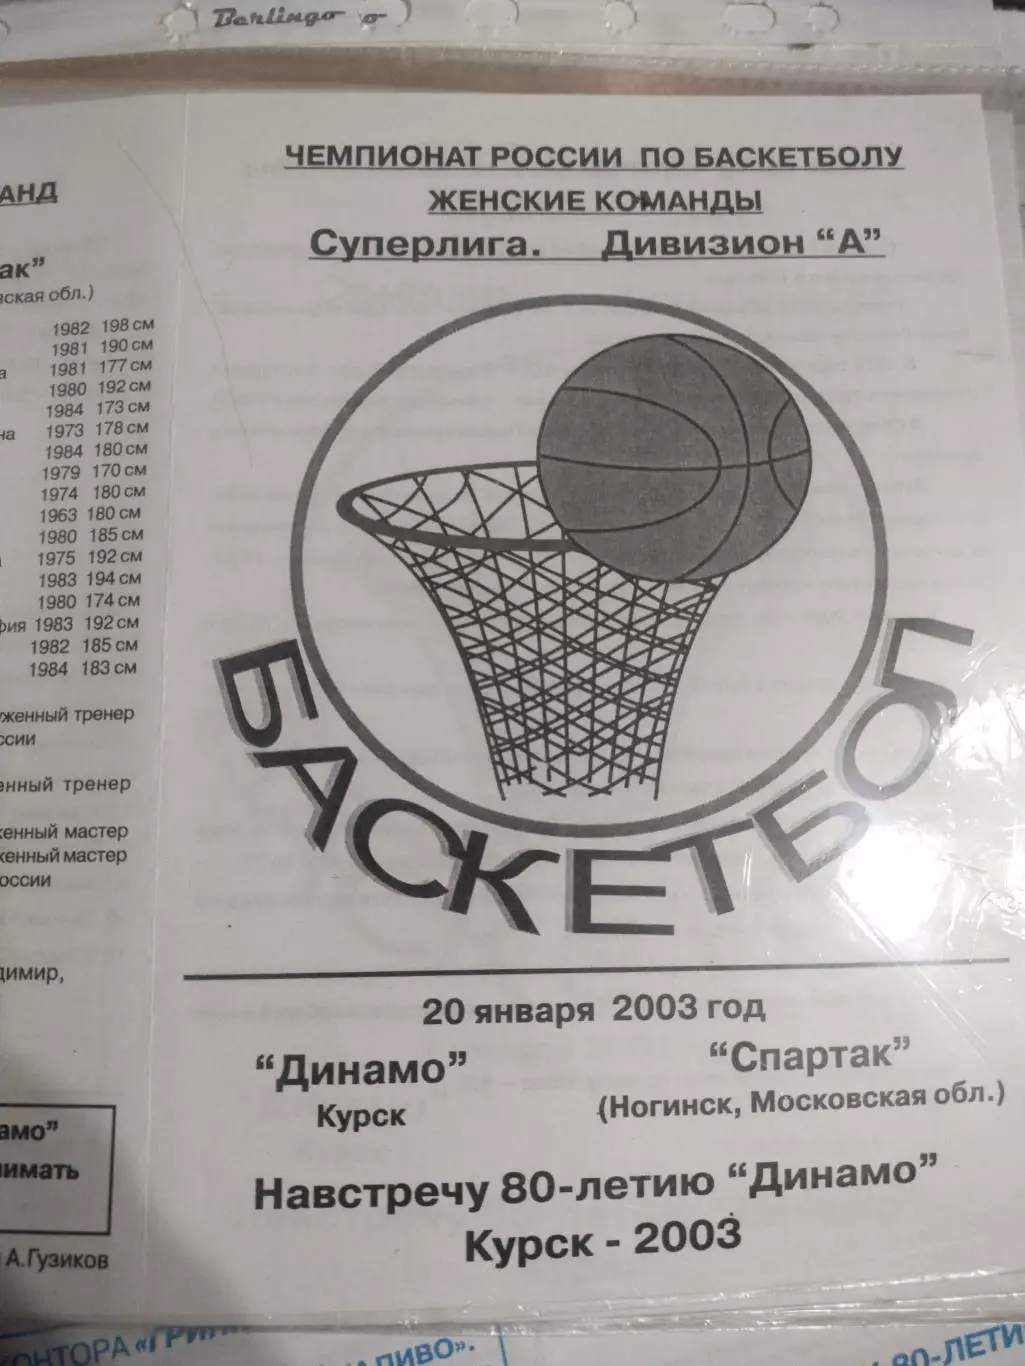 Berlingo
АНД
ак”
вская обл.)
1982 198 см
1981 190 см
а 1981 177 см
1980 192 см
1984 173 см
на 1973 178 см
1984 180 см
1979 170 см
1974 180 см
1963 180 см
1980 185 см
1975 192 см
1983 194 см
1980 174 см
фия 1983 192 см
1982 185 см
1984 183 см
уженный тренер
ссии
енный тренер
женный мастер
женный мастер
оссии
димир,
амо”
нимать
А.Гузиков
ЧЕМПИОНАТ РОССИИ ПО БАСКЕТБОЛУ
ЖЕНСКИЕ КОМАНДЫ
Суперлига. Дивизион “А”
БАСКЕТБОЛ
20 января 2003 год
“Динамо” “Спартак”
Курск (Ногинск, Московская обл.)
Навстречу 80-летию “Динамо”
Курск - 2003
КОНТОРА «ГРИН
ПИВО».
80-ЛЕТИ